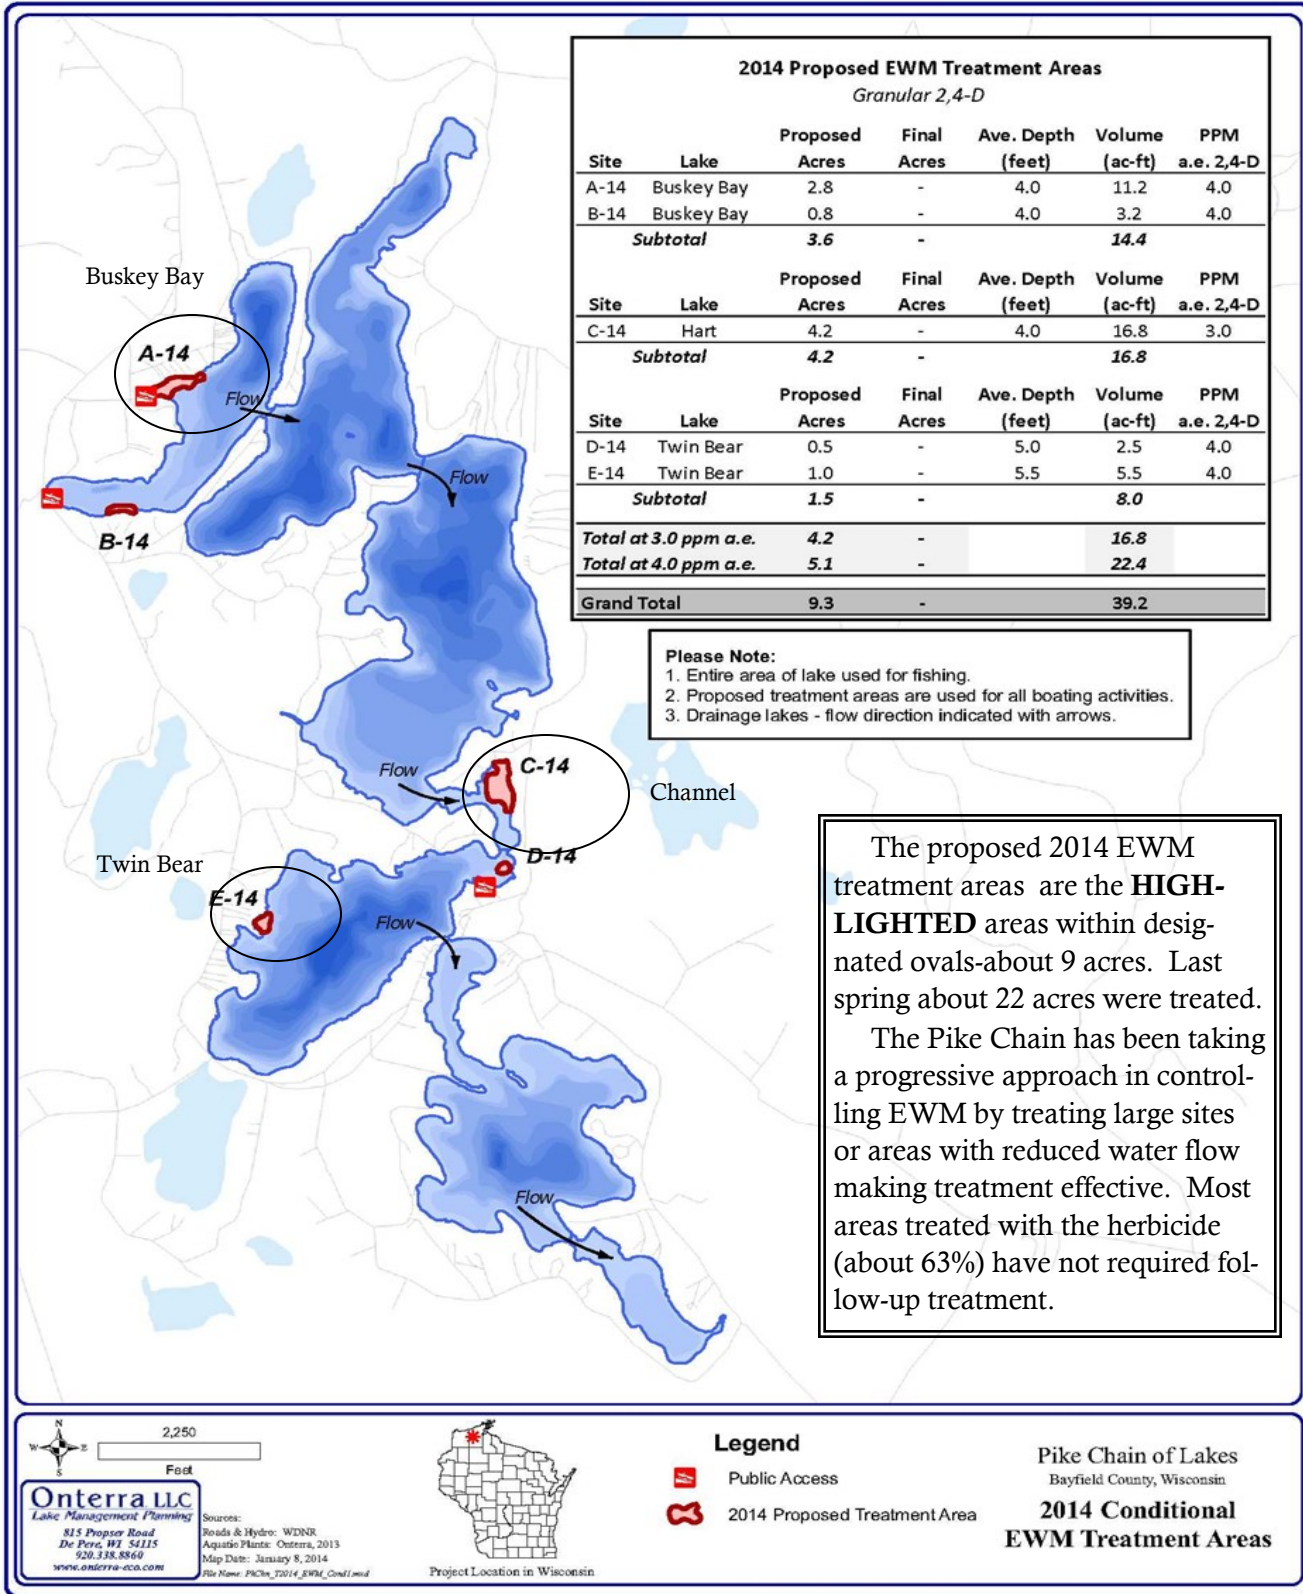 2014 Proposed EWM Treatment Areas
Granular 2,4-D
Proposed Final Ave. Depth Volume PPM
Site Lake Acres Acres (feet) (ac-ft) a.e. 2,4-D
A-14 Buskey Bay 2.8 - 4.0 11.2 4.0
B-14 Buskey Bay 0.8 - 4.0 3.2 4.0
Subtotal 3.6 - 14.4
Proposed Final Ave. Depth Volume PPM
Site Lake Acres Acres (feet) (ac-ft) a.e. 2,4-D
C-14 Hart 4.2 - 4.0 16.8 3.0
Subtotal 4.2 - 16.8
Proposed Final Ave. Depth Volume PPM
Site Lake Acres Acres (feet) (ac-ft) a.e. 2,4-D
D-14 Twin Bear 0.5 - 5.0 2.5 4.0
E-14 Twin Bear 1.0 - 5.5 5.5 4.0
Subtotal 1.5 - 8.0
Total at 3.0 ppm a.e. 4.2 - 16.8
Total at 4.0 ppm a.e. 5.1 - 22.4
Grand Total 9.3 - 39.2
Please Note:
1. Entire area of lake used for fishing.
2. Proposed treatment areas are used for all boating activities.
3. Drainage lakes - flow direction indicated with arrows.
Buskey Bay
A-14
Flow
Flow
B-14
Flow
C-14
Channel
D-14
Twin Bear
E-14
Flow
Flow
The proposed 2014 EWM
treatment areas are the HIGH-
LIGHTED areas within desig-
nated ovals-about 9 acres. Last
spring about 22 acres were treated.
The Pike Chain has been taking
a progressive approach in control-
ling EWM by treating large sites
or areas with reduced water flow
making treatment effective. Most
areas treated with the herbicide
(about 63%) have not required fol-
low-up treatment.
N
W E
S
2,250
Feet
Onterra LLC
Lake Management Planning
815 Propser Road
De Pere, WI 54115
920.338.8860
www.onterra-eco.com
Sources:
Roads & Hydro: WDNR
Aquatic Plants: Onterra, 2013
Map Date: January 8, 2014
File Name: PkChn_T2014_EWM_Cond1.mxd
Project Location in Wisconsin
Legend
Public Access
2014 Proposed Treatment Area
Pike Chain of Lakes
Bayfield County, Wisconsin
2014 Conditional
EWM Treatment Areas